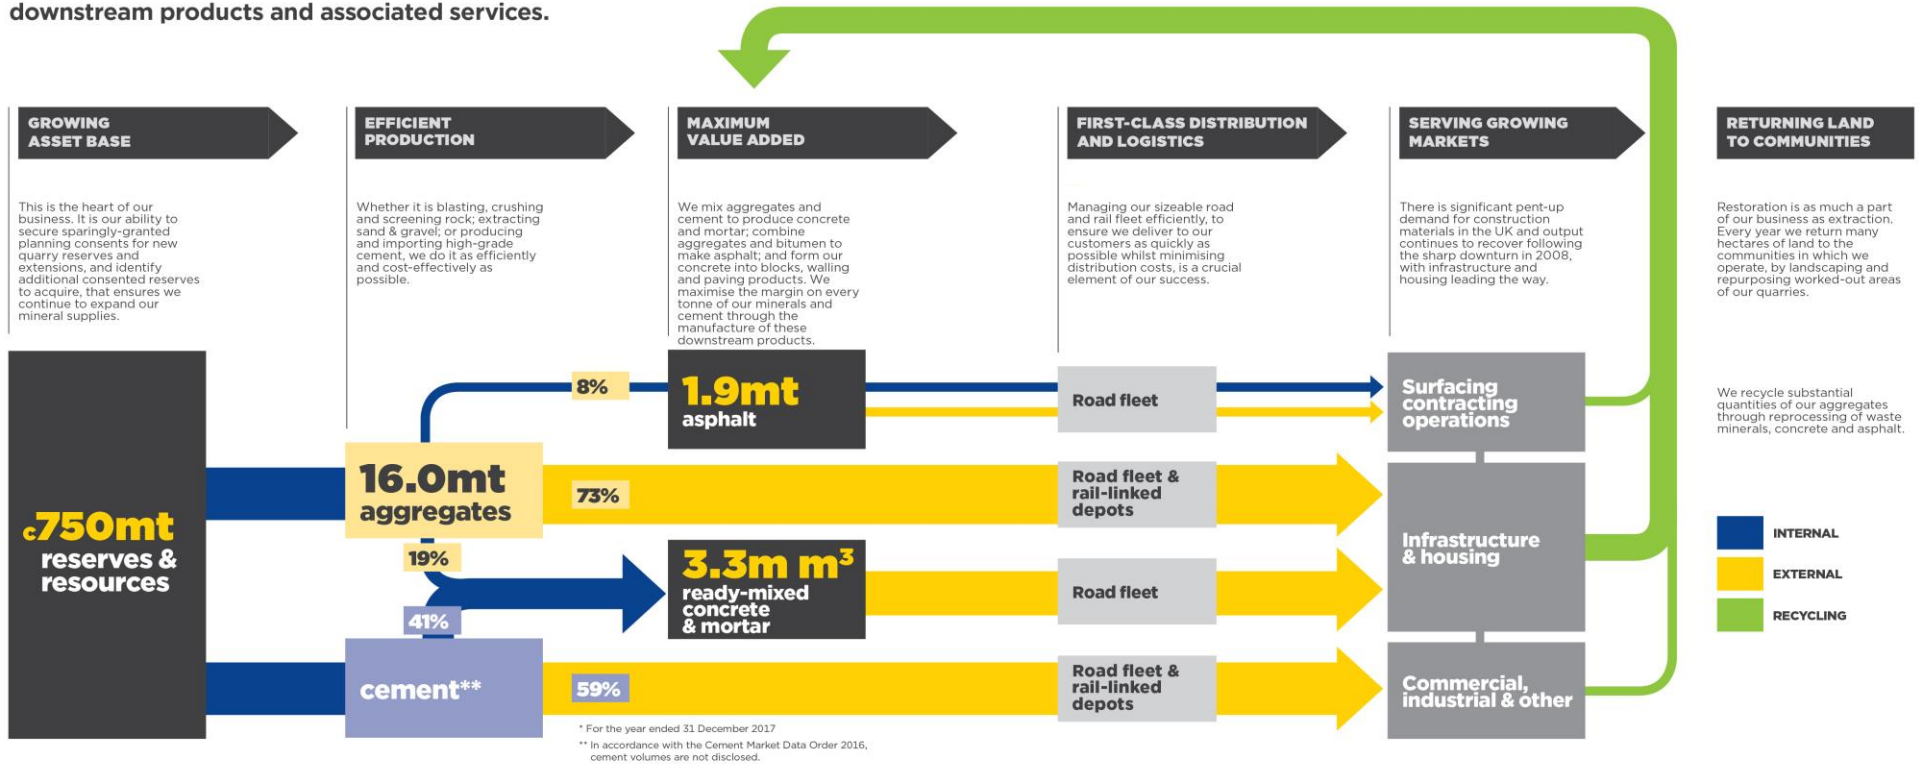 downstream products and associated services.
GROWING
ASSET BASE
This is the heart of our
business. It is our ability to
secure sparingly-granted
planning consents for new
quarry reserves and
extensions, and identify
additional consented reserves
to acquire, that ensures we
continue to expand our
mineral supplies.
EFFICIENT
PRODUCTION
Whether it is blasting, crushing
and screening rock; extracting
sand & gravel; or producing
and importing high-grade
cement, we do it as efficiently
and cost-effectively as
possible.
MAXIMUM
VALUE ADDED
We mix aggregates and
cement to produce concrete
and mortar; combine
aggregates and bitumen to
make asphalt; and form our
concrete into blocks, walling
and paving products. We
maximise the margin on every
tonne of our minerals and
cement through the
manufacture of these
downstream products.
FIRST-CLASS DISTRIBUTION
AND LOGISTICS
Managing our sizeable road
and rail fleet efficiently, to
ensure we deliver to our
customers as quickly as
possible whilst minimising
distribution costs, is a crucial
element of our success.
SERVING GROWING
MARKETS
There is significant pent-up
demand for construction
materials in the UK and output
continues to recover following
the sharp downturn in 2008,
with infrastructure and
housing leading the way.
RETURNING LAND
TO COMMUNITIES
Restoration is as much a part
of our business as extraction.
Every year we return many
hectares of land to the
communities in which we
operate, by landscaping and
repurposing worked-out areas
of our quarries.
We recycle substantial
quantities of our aggregates
through reprocessing of waste
minerals, concrete and asphalt.
c750mt
reserves &
resources
16.0mt
aggregates
cement**
8%
73%
19%
41%
59%
1.9mt
asphalt
3.3m m³
ready-mixed
concrete
& mortar
Road fleet
Road fleet &
rail-linked
depots
Road fleet
Road fleet &
rail-linked
depots
Surfacing
contracting
operations
Infrastructure
& housing
Commercial,
industrial & other
INTERNAL
EXTERNAL
RECYCLING
* For the year ended 31 December 2017
** In accordance with the Cement Market Data Order 2016,
cement volumes are not disclosed.